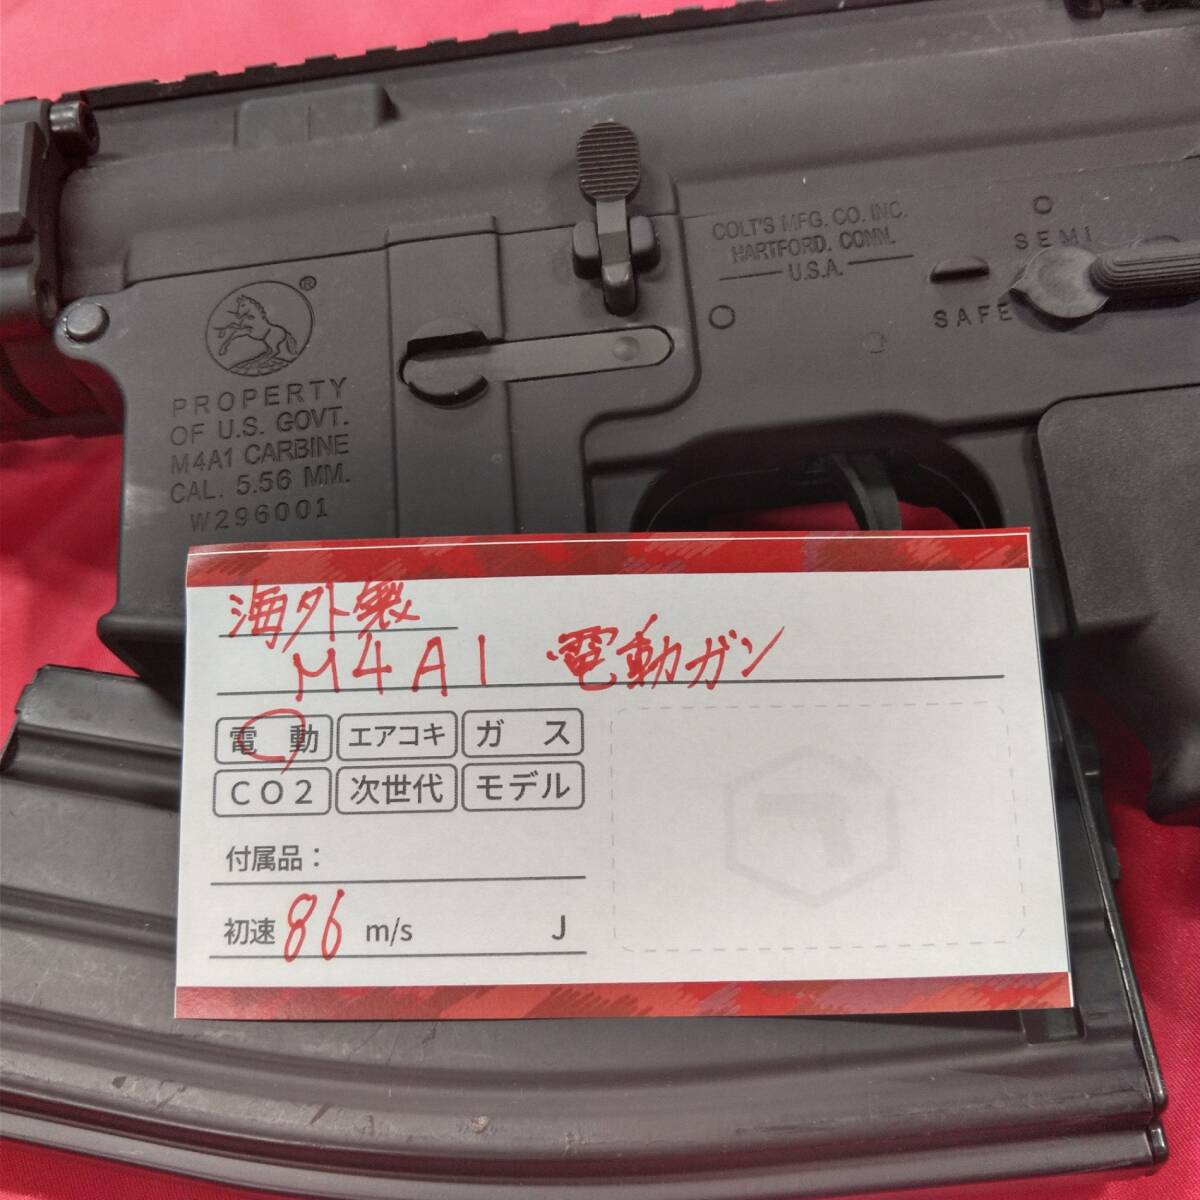 COLT'S MFG. CO. INC.
HARTFORD. CONN.
U.S.A.
SEMI
SAFE
®
PROPERTY
OF U.S. GOVT.
M4A1 CARBINE
CAL. 5.56 MM.
W296001
海外製
M4A1 電動ガン
電動 エアコキ ガス
CO2 次世代 モデル
付属品：
初速 86 m/s J